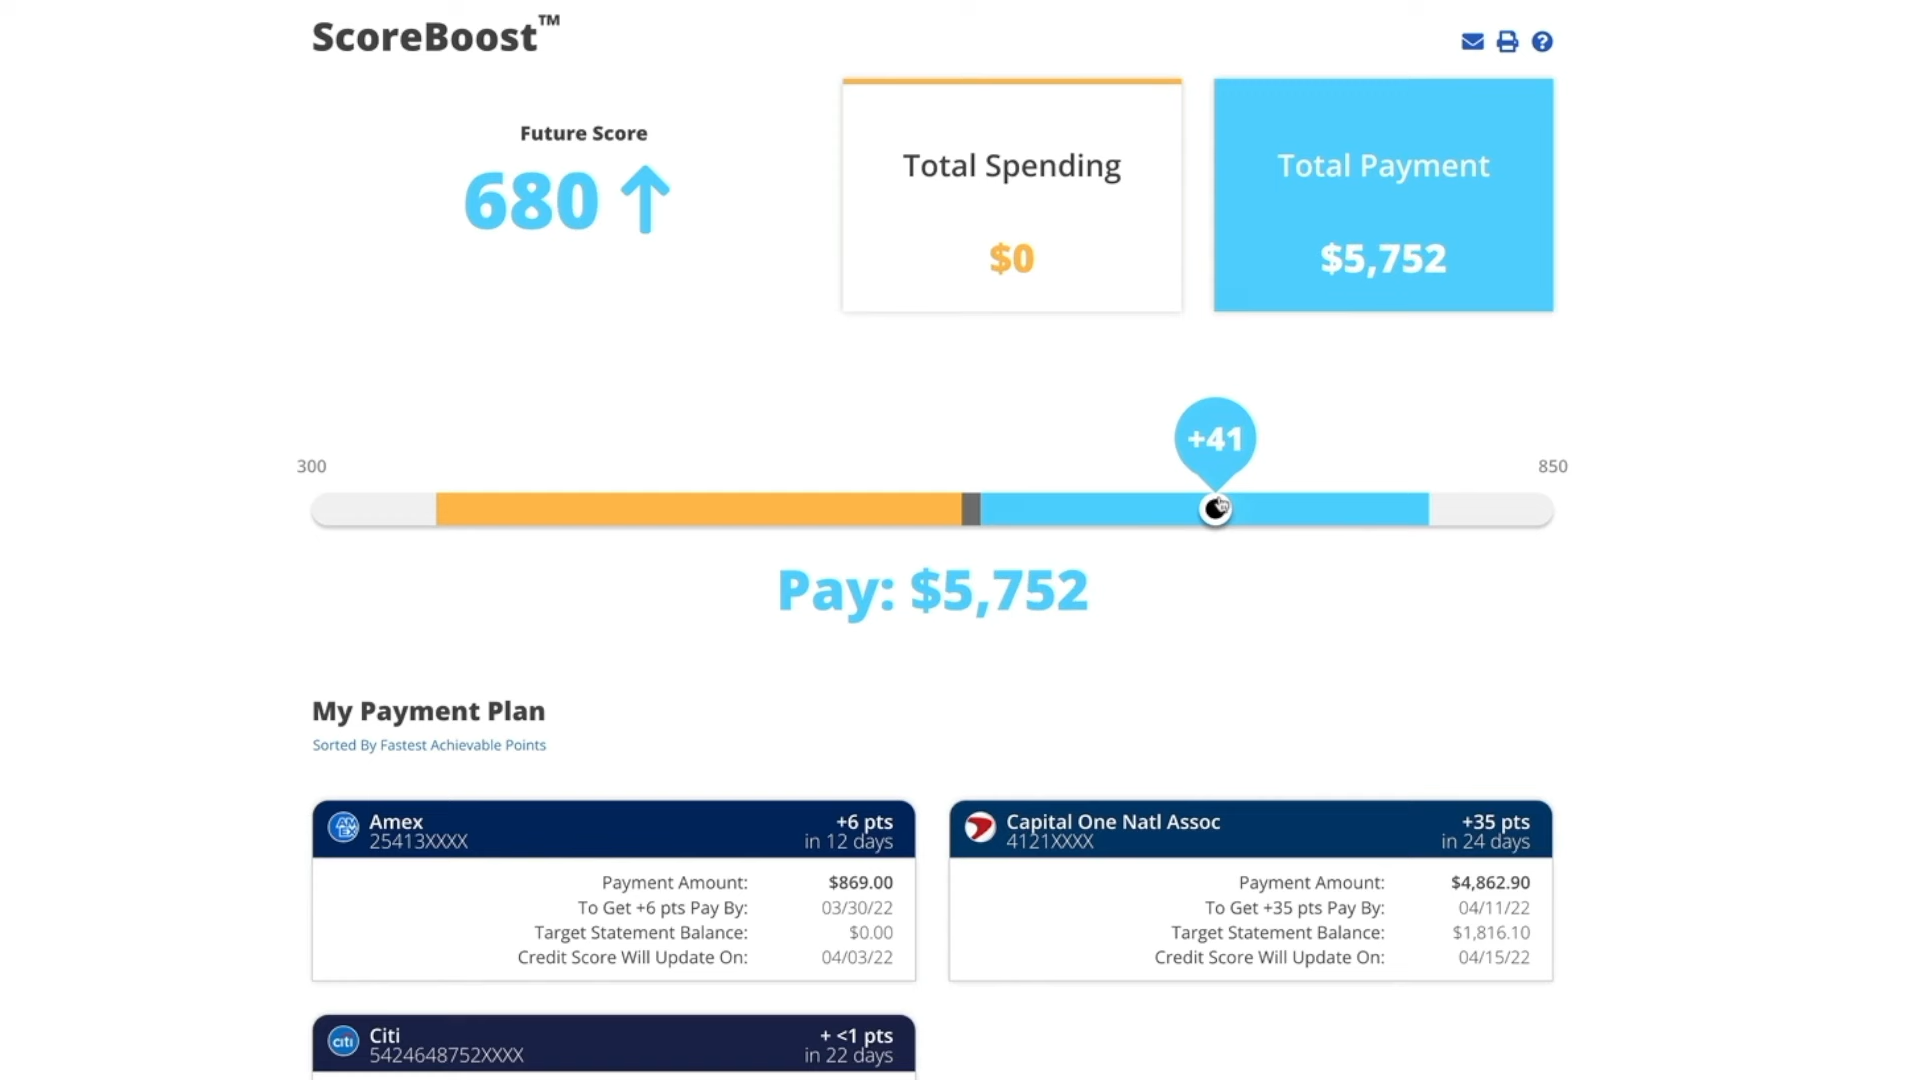 ScoreBoost™
Future Score
680
Total Spending
$0
Total Payment
$5,752
+41
300
850
Pay: $5,752
My Payment Plan
Sorted By Fastest Achievable Points
AM
EX
Amex
25413XXXX
+6 pts
in 12 days
Payment Amount: $869.00
To Get +6 pts Pay By: 03/30/22
Target Statement Balance: $0.00
Credit Score Will Update On: 04/03/22
Capital One Natl Assoc
4121XXXX
+35 pts
in 24 days
Payment Amount: $4,862.90
To Get +35 pts Pay By: 04/11/22
Target Statement Balance: $1,816.10
Credit Score Will Update On: 04/15/22
citi
Citi
5424648752XXXX
+ <1 pts
in 22 days